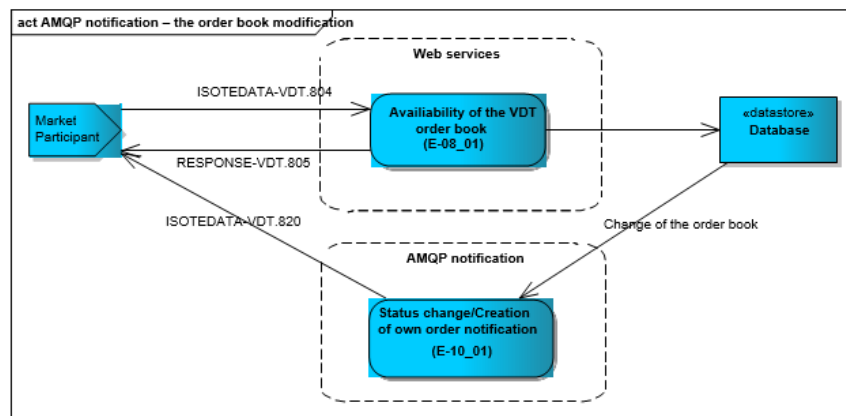 act AMQP notification – the order book modification
Web services
ISOTEDATA-VDT.804
Market
Participant
Availiability of the VDT
order book
(E-08_01)
«datastore»
Database
RESPONSE-VDT.805
ISOTEDATA-VDT.820
Change of the order book
AMQP notification
Status change/Creation
of own order notification
(E-10_01)